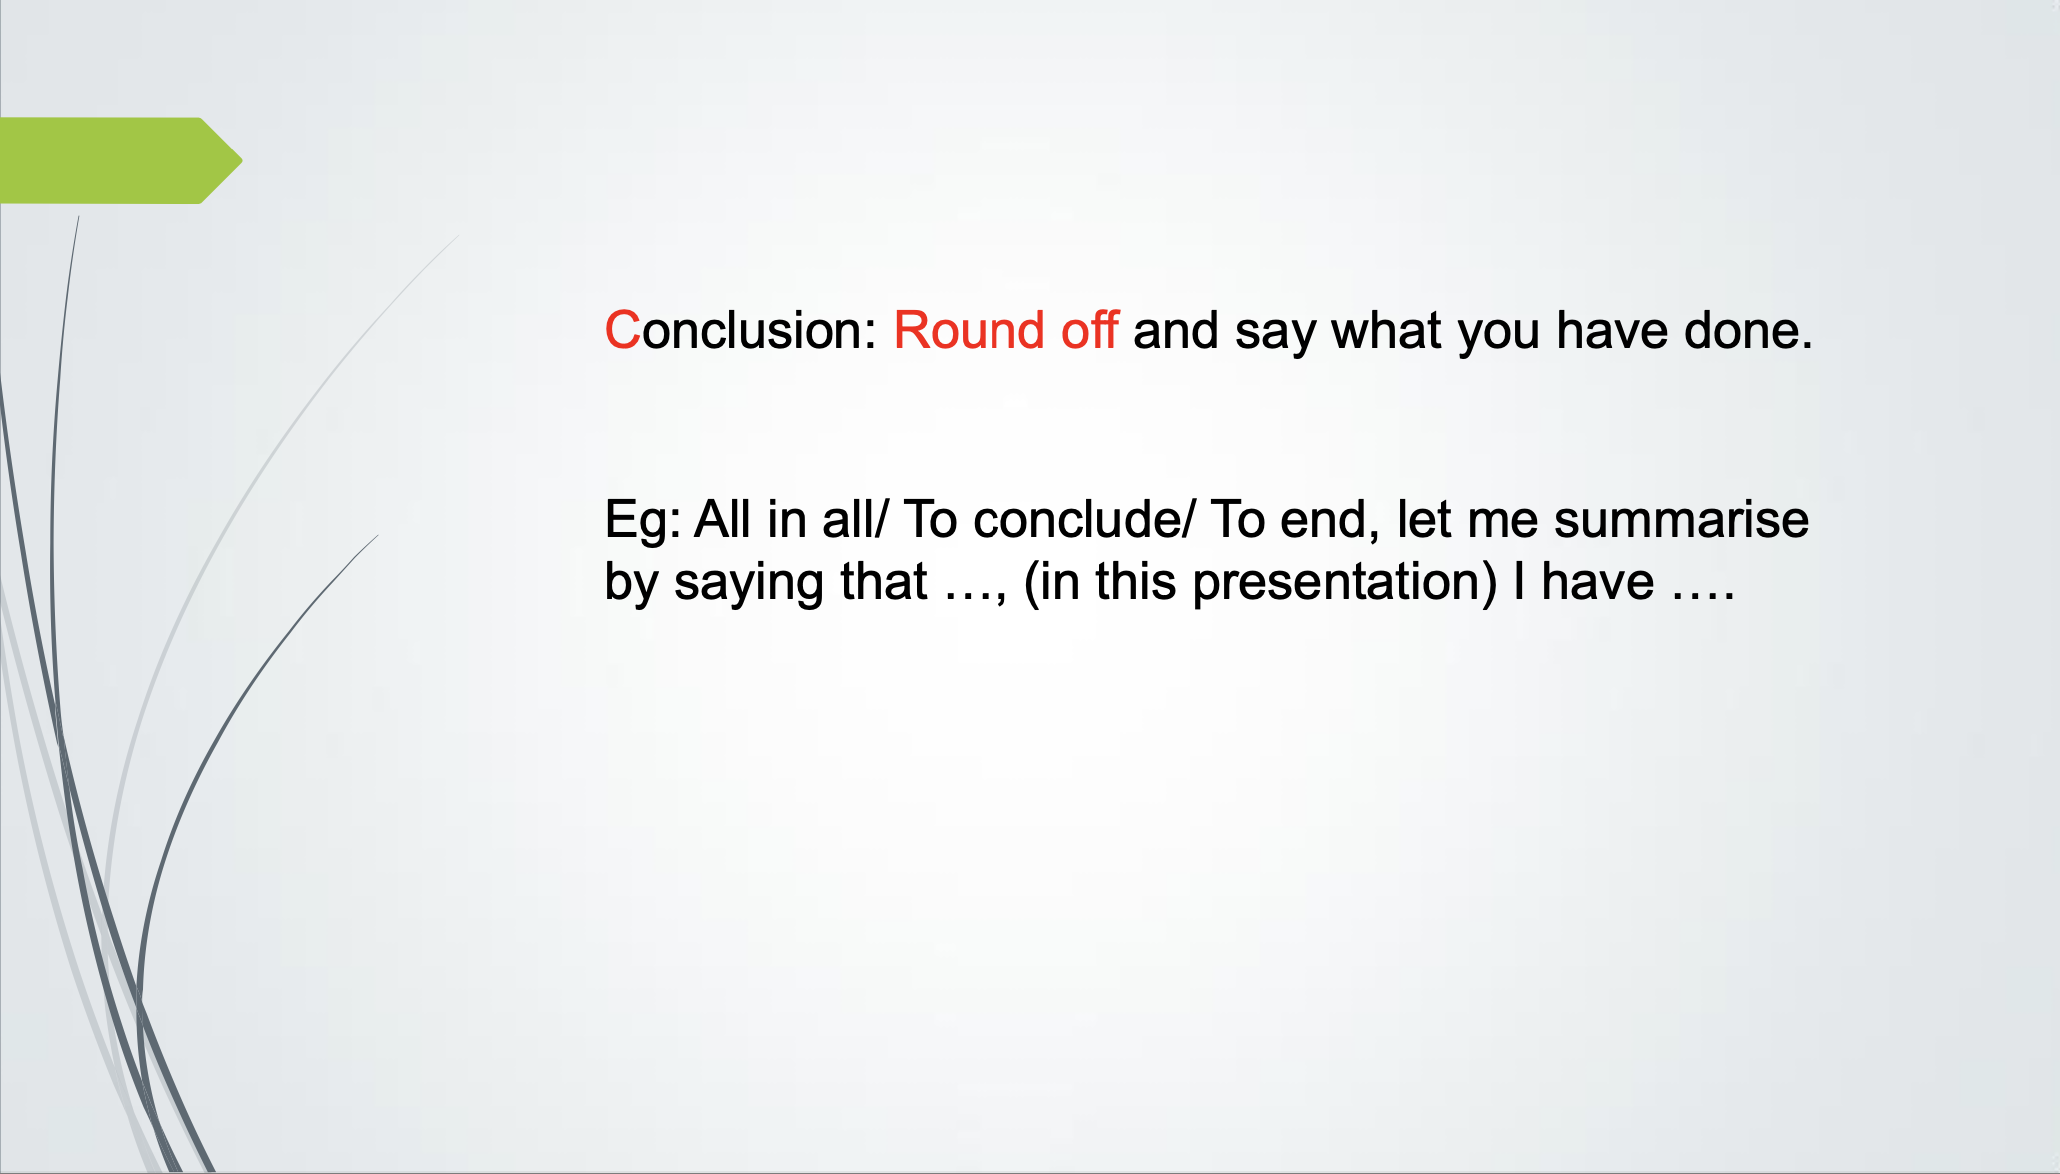 Conclusion: Round off and say what you have done.
Eg: All in all/ To conclude/ To end, let me summarise
by saying that …, (in this presentation) I have ….